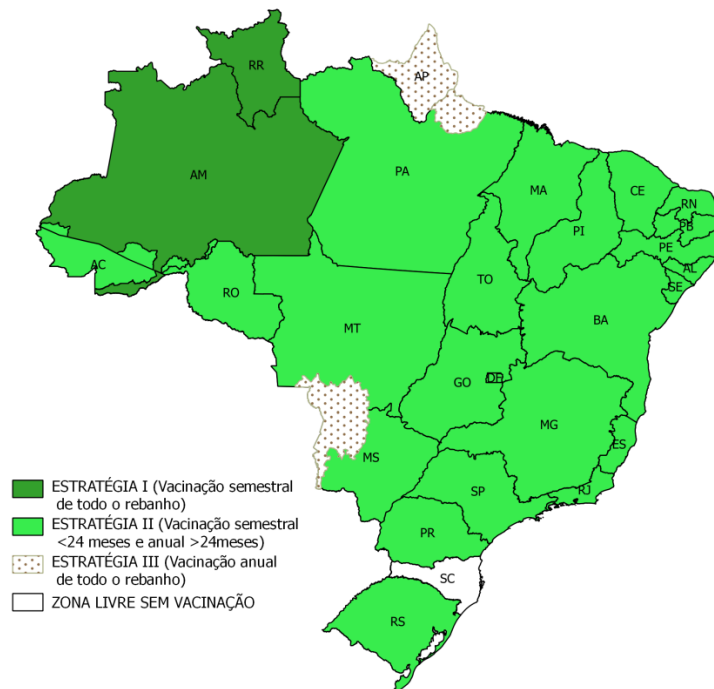 RR
AP
AM
PA
MA
CE
RN
PB
PI
PE
AC
AL
TO
SE
RO
BA
MT
DF
GO
MG
ES
MS
SP
RJ
PR
SC
RS
ESTRATÉGIA I (Vacinação semestral
de todo o rebanho)
ESTRATÉGIA II (Vacinação semestral
<24 meses e anual >24meses)
ESTRATÉGIA III (Vacinação anual
de todo o rebanho)
ZONA LIVRE SEM VACINAÇÃO